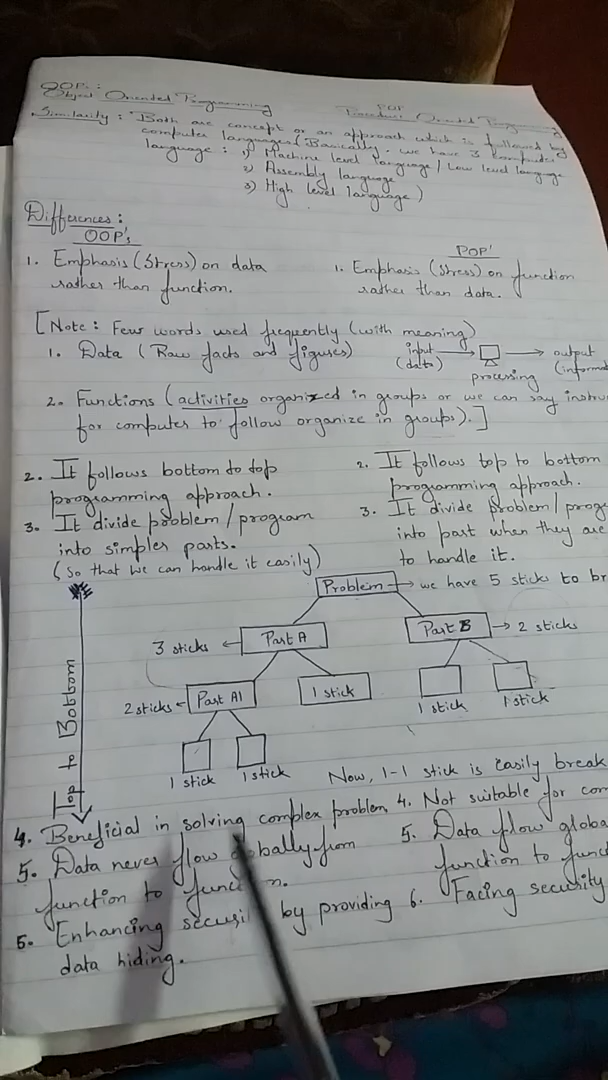 OOP's :
Object Oriented Programming
POP
Procedure Oriented Programming
Similarity : Both are concept or an approach which is followed by
computer languages (Basically, we have 3 computer
language : 1) Machine level language / Low level language
2) Assembly language
3) High level language)
Differences :
OOP's
POP'
1. Emphasis (Stress) on data
rather than function.
1. Emphasis (stress) on function
rather than data.
[Note : Few words used frequently (with meaning)
1. Data (Raw facts and figures)
input
(data)
processing
output
(informa
2. Functions (activities organized in groups or we can say instru
for computer to follow organize in groups).]
2. It follows bottom to top
programming approach.
2. It follows top to bottom
programming approach.
3. It divide problem / program
into simpler parts.
(so that we can handle it easily)
3. It divide problem / prog
into part when they are
to handle it.
Problem → we have 5 sticks to br
3 sticks ← Part A
Part B → 2 sticks
2 sticks ← Part A1
1 stick
1 stick
1 stick
1 stick
1 stick
Top to Bottom
Now, 1-1 stick is easily break
4. Beneficial in solving complex problem
4. Not suitable for com
5. Data never flow globally from
function to
5. Data flow globa
function to funct
5. Enhancing by providing
data hiding.
6. Facing security